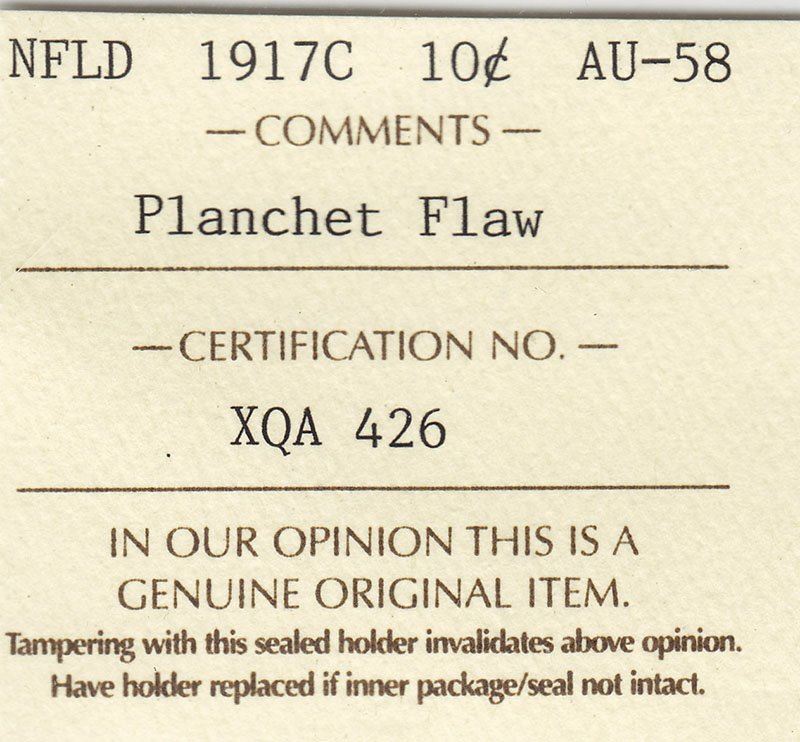 NFLD 1917C 10¢ AU-58
— COMMENTS —
Planchet Flaw
— CERTIFICATION NO. —
XQA 426
IN OUR OPINION THIS IS A
GENUINE ORIGINAL ITEM.
Tampering with this sealed holder invalidates above opinion.
Have holder replaced if inner package/seal not intact.